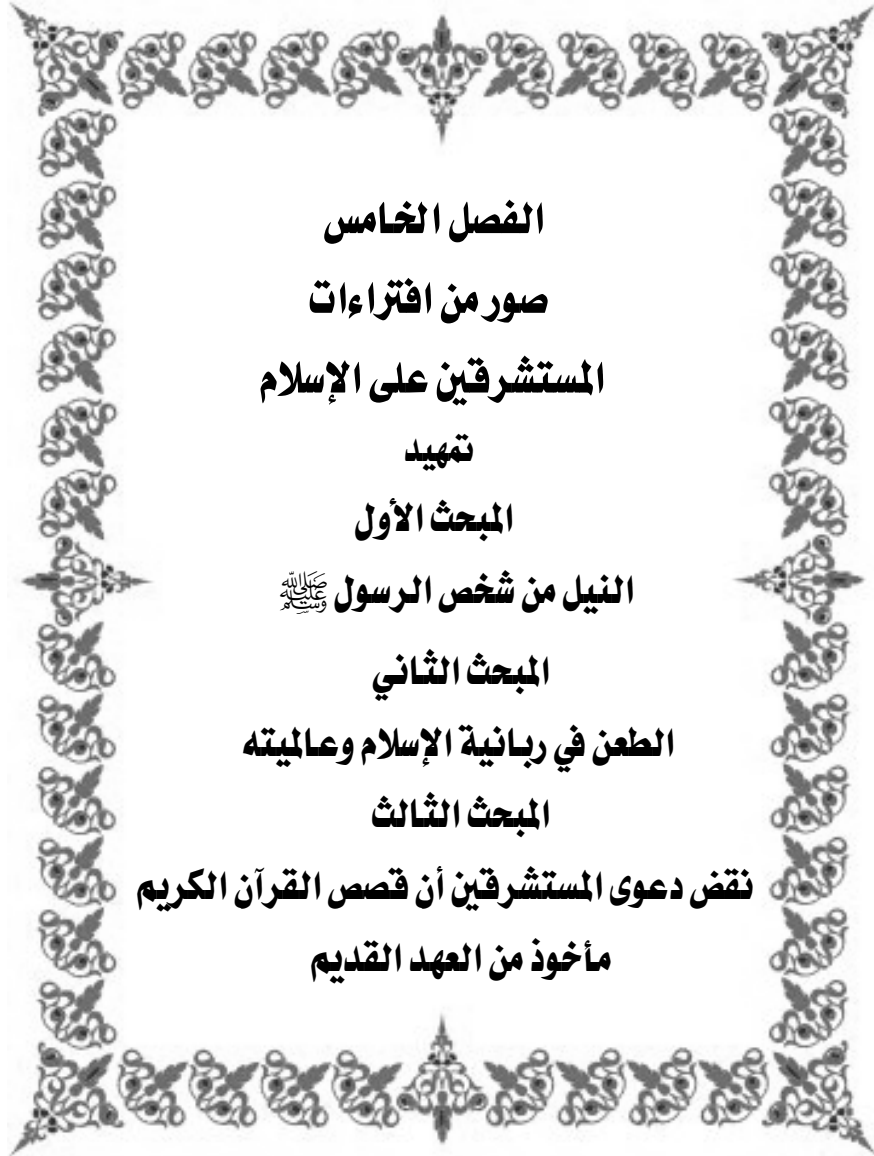 الفصل الخامس
صور من افتراءات
المستشرقين على الإسلام
تمهيد
المبحث الأول
النيل من شخص الرسول ﷺ
المبحث الثاني
الطعن في ربانية الإسلام وعالميته
المبحث الثالث
نقض دعوى المستشرقين أن قصص القرآن الكريم
مأخوذ من العهد القديم